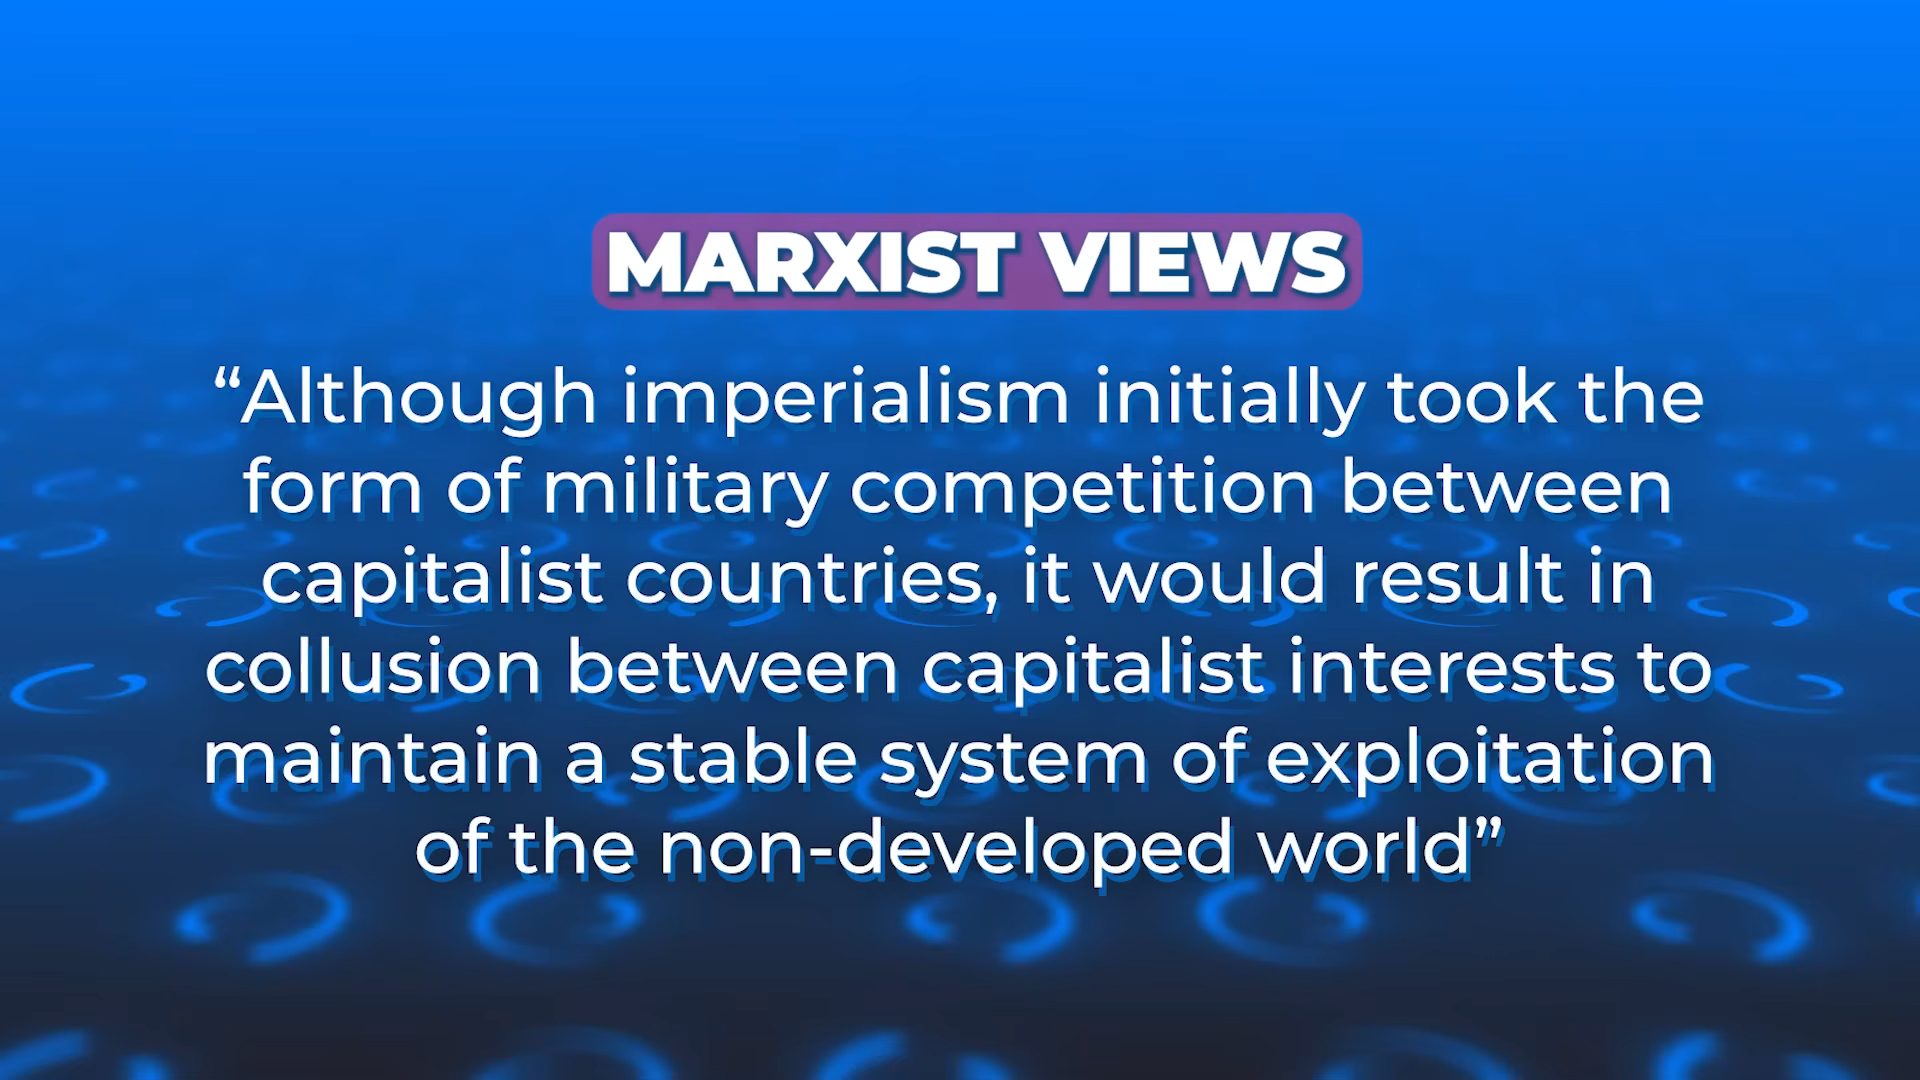 MARXIST VIEWS
“Although imperialism initially took the
form of military competition between
capitalist countries, it would result in
collusion between capitalist interests to
maintain a stable system of exploitation
of the non-developed world”